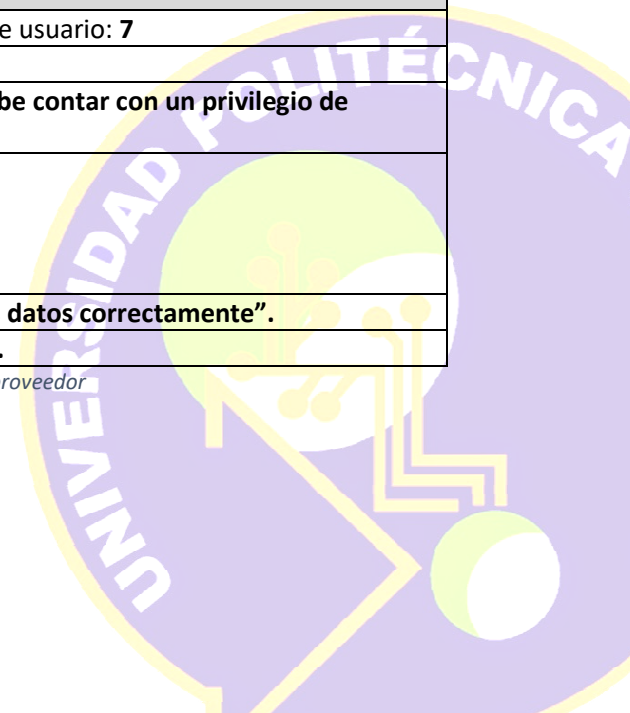 e usuario: 7
be contar con un privilegio de
datos correctamente”.
.
roveedor
UNIVERSIDAD POLITÉCNICA